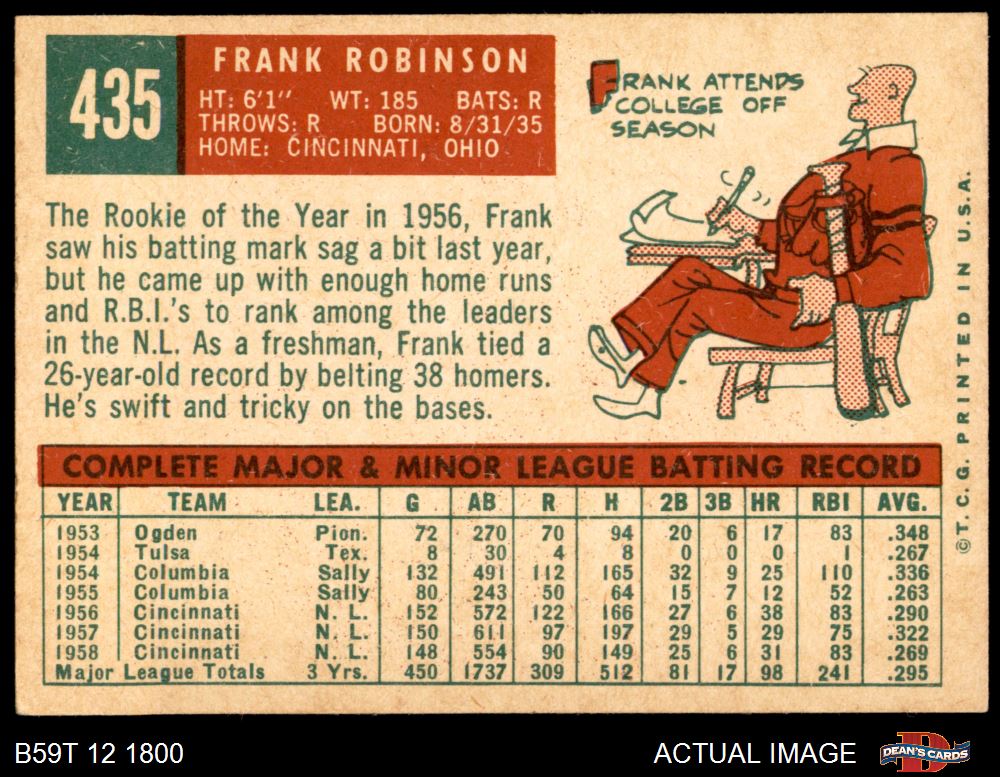 435
FRANK ROBINSON
HT: 6'1" WT: 185 BATS: R
THROWS: R BORN: 8/31/35
HOME: CINCINNATI, OHIO
FRANK ATTENDS
COLLEGE OFF
SEASON
The Rookie of the Year in 1956, Frank
saw his batting mark sag a bit last year,
but he came up with enough home runs
and R.B.I.'s to rank among the leaders
in the N.L. As a freshman, Frank tied a
26-year-old record by belting 38 homers.
He's swift and tricky on the bases.
©T.C.G. PRINTED IN U.S.A.
COMPLETE MAJOR & MINOR LEAGUE BATTING RECORD
YEAR TEAM LEA. G AB R H 2B 3B HR RBI AVG.
1953 Ogden Pion. 72 270 70 94 20 6 17 83 .348
1954 Tulsa Tex. 8 30 4 8 0 0 0 1 .267
1954 Columbia Sally 132 491 112 165 32 9 25 110 .336
1955 Columbia Sally 80 243 50 64 15 7 12 52 .263
1956 Cincinnati N. L. 152 572 122 166 27 6 38 83 .290
1957 Cincinnati N. L. 150 611 97 197 29 5 29 75 .322
1958 Cincinnati N. L. 148 554 90 149 25 6 31 83 .269
Major League Totals 3 Yrs. 450 1737 309 512 81 17 98 241 .295
B59T 12 1800
ACTUAL IMAGE
DEAN'S CARDS